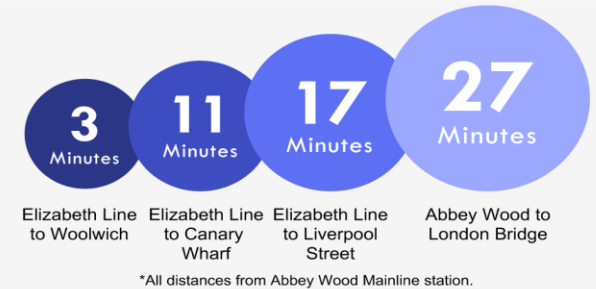 3
Minutes
11
Minutes
17
Minutes
27
Minutes
Elizabeth Line
to Woolwich
Elizabeth Line
to Canary
Wharf
Elizabeth Line
to Liverpool
Street
Abbey Wood to
London Bridge
*All distances from Abbey Wood Mainline station.